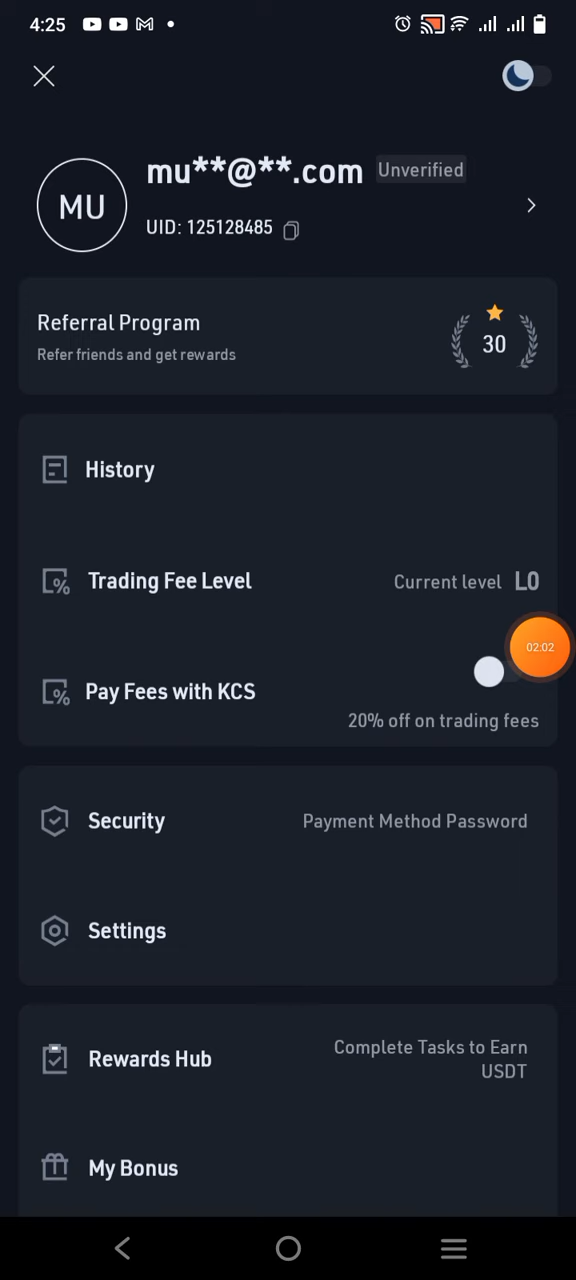 4:25
MU
mu**@**.com Unverified
UID: 125128485
Referral Program
Refer friends and get rewards
30
History
Trading Fee Level Current level L0
02:02
Pay Fees with KCS
20% off on trading fees
Security Payment Method Password
Settings
Rewards Hub Complete Tasks to Earn
USDT
My Bonus